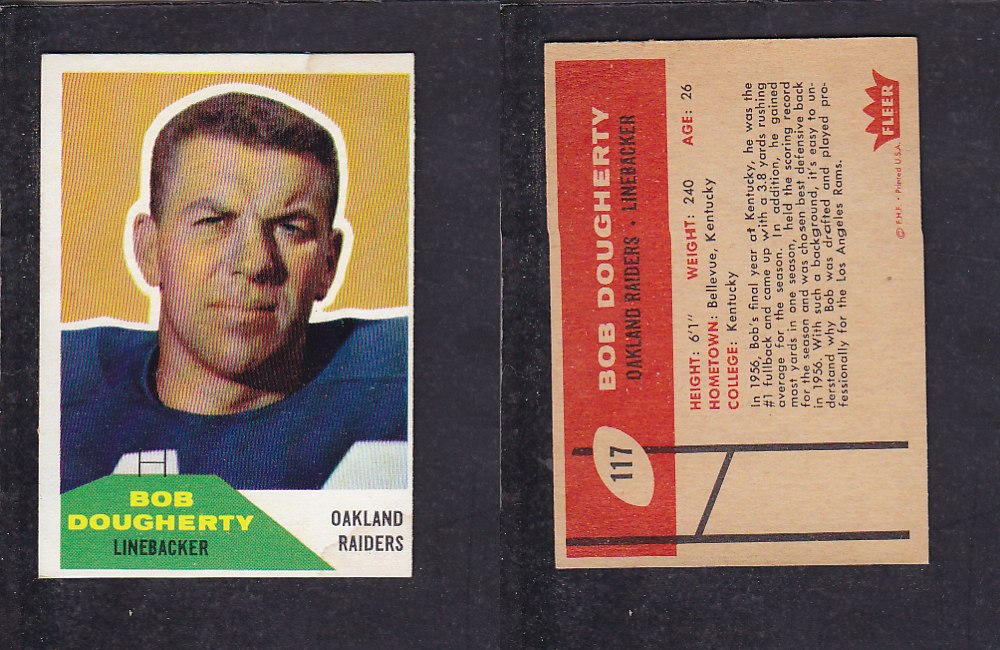 BOB
DOUGHERTY
LINEBACKER
OAKLAND
RAIDERS
117
BOB DOUGHERTY
OAKLAND RAIDERS • LINEBACKER
HEIGHT: 6'1" WEIGHT: 240 AGE: 26
HOMETOWN: Bellevue, Kentucky
COLLEGE: Kentucky
In 1956, Bob's final year at Kentucky, he was the
#1 fullback and came up with a 3.8 yards rushing
average for the season. In addition, he gained
most yards in one season, held the scoring record
for the season and was chosen best defensive back
in 1956. With such a background, it's easy to un-
derstand why Bob was drafted and played pro-
fessionally for the Los Angeles Rams.
FLEER
© F.H.F. • Printed U.S.A.